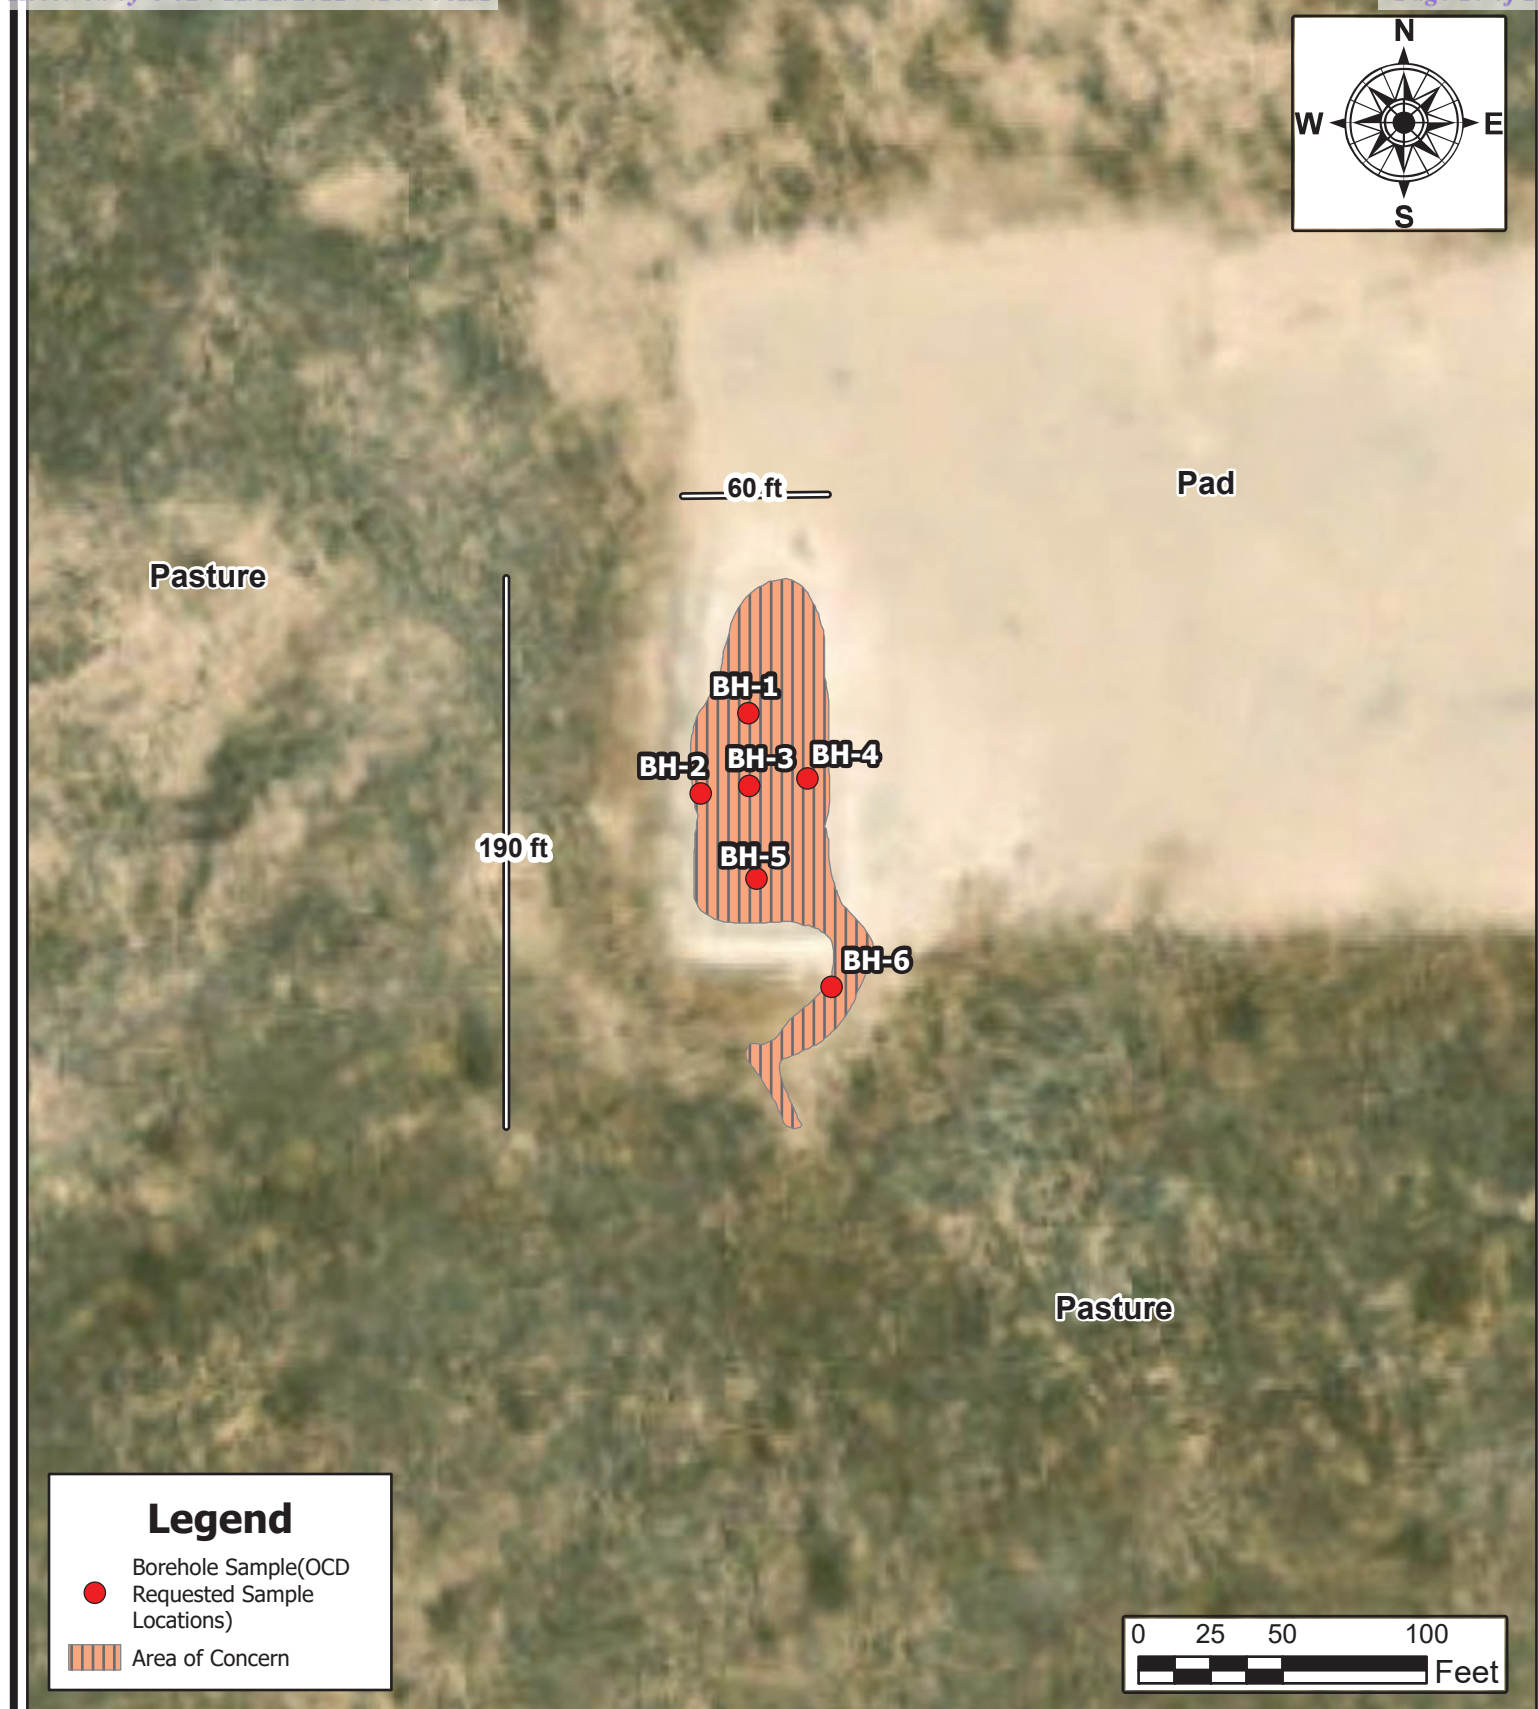 N
W E
S
60 ft
Pad
Pasture
BH-1
BH-4
BH-3
BH-2
190 ft
BH-5
BH-6
Pasture
Legend
Borehole Sample(OCD
Requested Sample
Locations)
Area of Concern
0 25 50 100
Feet